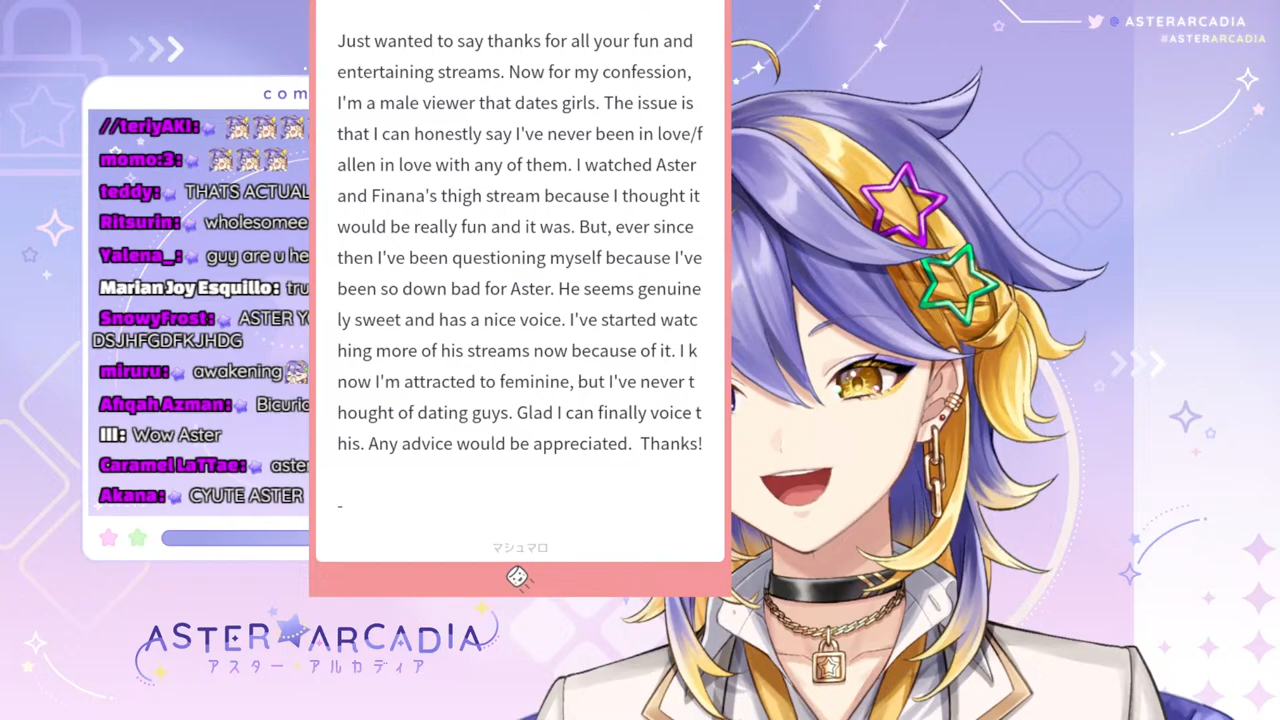 @ ASTERARCADIA
#ASTERARCADIA
com
//teriyAKI:
momo:3:
teddy: THATS ACTUAL
Ritsurin: wholesomee
Yalena_: guy are u he
Marian Joy Esquillo: tru
SnowyFrost: ASTER YO
DSJHFGDFKJHDG
miruru: awakening
Afiqah Azman: Bicurio
lll: Wow Aster
Caramel LaTTae: aster
Akana: CYUTE ASTER
Just wanted to say thanks for all your fun and
entertaining streams. Now for my confession,
I'm a male viewer that dates girls. The issue is
that I can honestly say I've never been in love/f
allen in love with any of them. I watched Aster
and Finana's thigh stream because I thought it
would be really fun and it was. But, ever since
then I've been questioning myself because I've
been so down bad for Aster. He seems genuine
ly sweet and has a nice voice. I've started watc
hing more of his streams now because of it. I k
now I'm attracted to feminine, but I've never t
hought of dating guys. Glad I can finally voice t
his. Any advice would be appreciated.  Thanks!
-
マシュマロ
ASTER ARCADIA
アスター・アルカディア